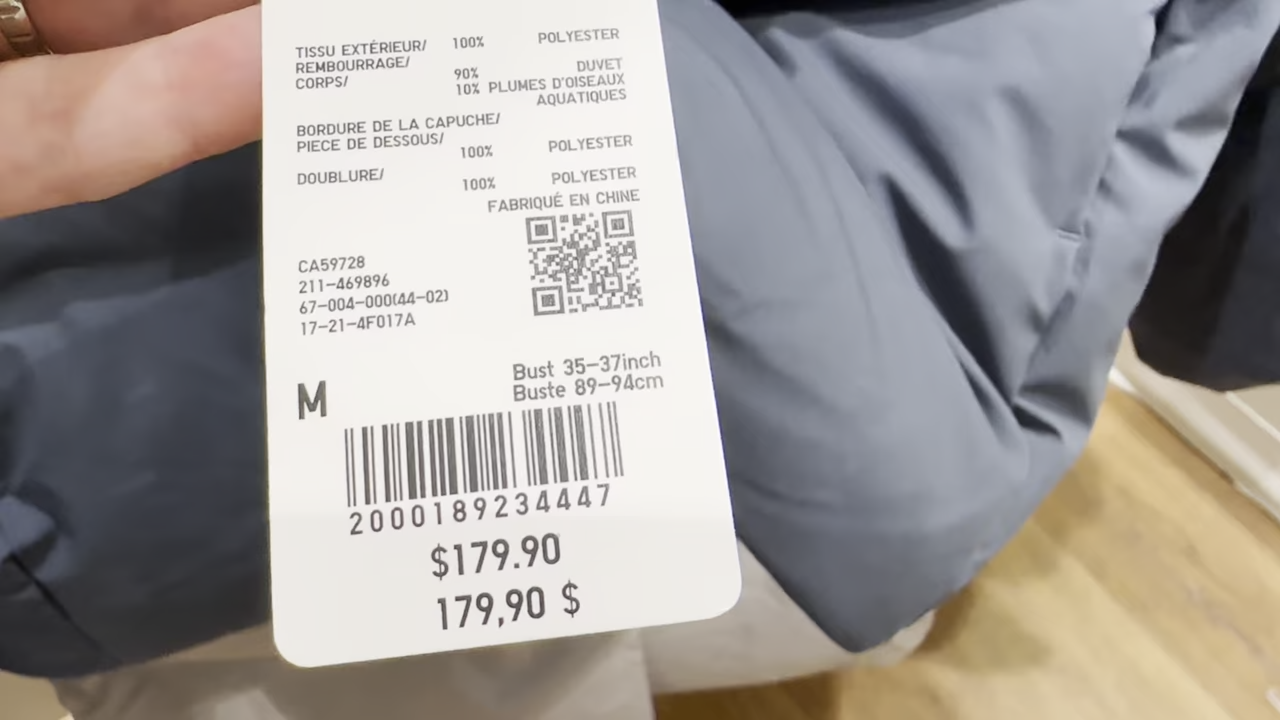 TISSU EXTÉRIEUR/ 100% POLYESTER
REMBOURRAGE/
CORPS/ 90% DUVET
10% PLUMES D'OISEAUX
AQUATIQUES
BORDURE DE LA CAPUCHE/
PIECE DE DESSOUS/
100% POLYESTER
DOUBLURE/ 100% POLYESTER
FABRIQUÉ EN CHINE
CA59728
211-469896
67-004-000(44-02)
17-21-4F017A
M
Bust 35-37inch
Buste 89-94cm
2000189234447
$179.90
179,90 $